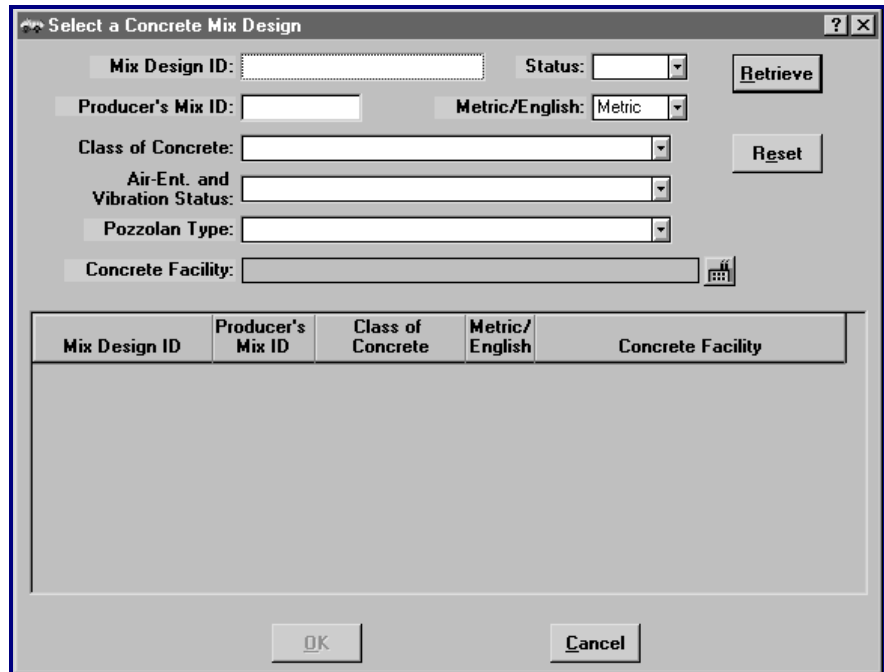 Select a Concrete Mix Design ? ×
Mix Design ID: Status: Retrieve
Producer's Mix ID: Metric/English: Metric
Class of Concrete: Reset
Air-Ent. and
Vibration Status:
Pozzolan Type:
Concrete Facility:
Producer's Class of Metric/
Mix Design ID Mix ID Concrete English Concrete Facility
OK Cancel